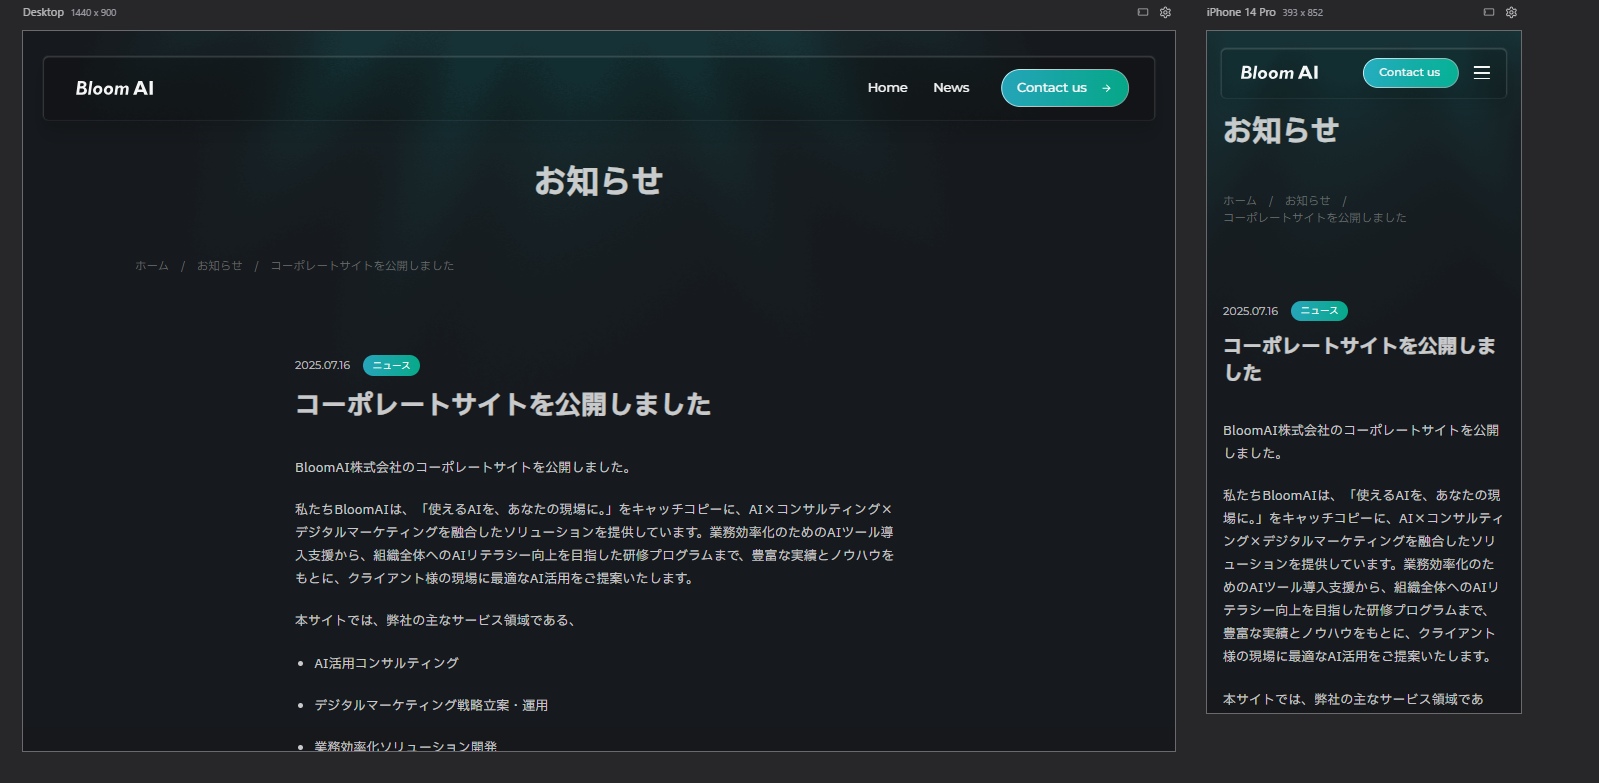 Desktop 1440 x 900
Bloom AI
Home News Contact us →
お知らせ
ホーム / お知らせ / コーポレートサイトを公開しました
2025.07.16 ニュース
コーポレートサイトを公開しました
BloomAI株式会社のコーポレートサイトを公開しました。
私たちBloomAIは、「使えるAIを、あなたの現場に。」をキャッチコピーに、AI×コンサルティング×
デジタルマーケティングを融合したソリューションを提供しています。業務効率化のためのAIツール導
入支援から、組織全体へのAIリテラシー向上を目指した研修プログラムまで、豊富な実績とノウハウを
もとに、クライアント様の現場に最適なAI活用をご提案いたします。
本サイトでは、弊社の主なサービス領域である、
• AI活用コンサルティング
• デジタルマーケティング戦略立案・運用
• 業務効率化ソリューション開発
iPhone 14 Pro 393 x 852
Bloom AI Contact us
お知らせ
ホーム / お知らせ /
コーポレートサイトを公開しました
2025.07.16 ニュース
コーポレートサイトを公開しま
した
BloomAI株式会社のコーポレートサイトを公開
しました。
私たちBloomAIは、「使えるAIを、あなたの現
場に。」をキャッチコピーに、AI×コンサルティ
ング×デジタルマーケティングを融合したソリ
ューションを提供しています。業務効率化のた
めのAIツール導入支援から、組織全体へのAIリ
テラシー向上を目指した研修プログラムまで、
豊富な実績とノウハウをもとに、クライアント
様の現場に最適なAI活用をご提案いたします。
本サイトでは、弊社の主なサービス領域であ